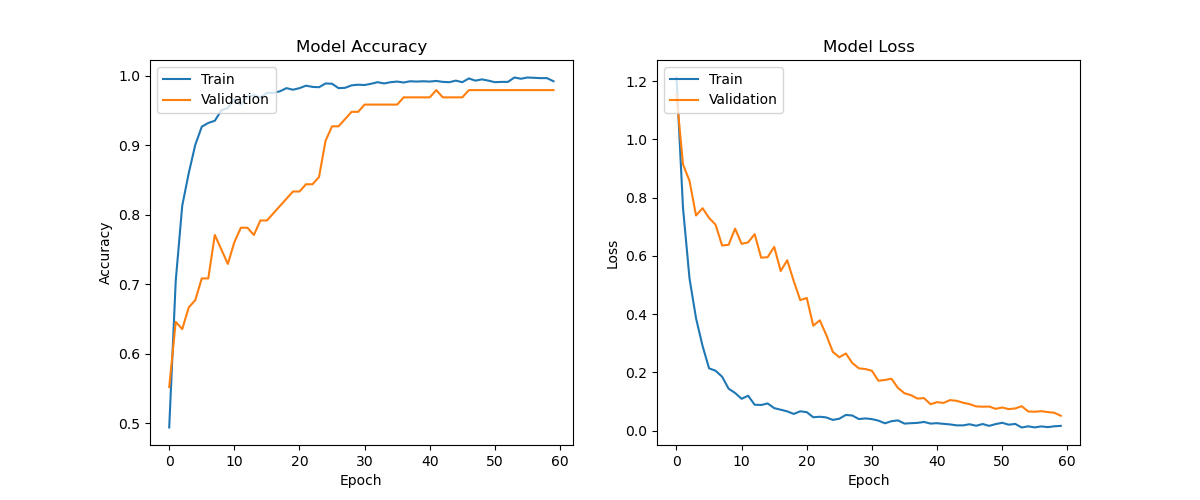 Model Accuracy
Train
Validation
1.0
0.9
0.8
0.7
0.6
0.5
Accuracy
0 10 20 30 40 50 60
Epoch
Model Loss
Train
Validation
1.2
1.0
0.8
0.6
0.4
0.2
0.0
Loss
0 10 20 30 40 50 60
Epoch